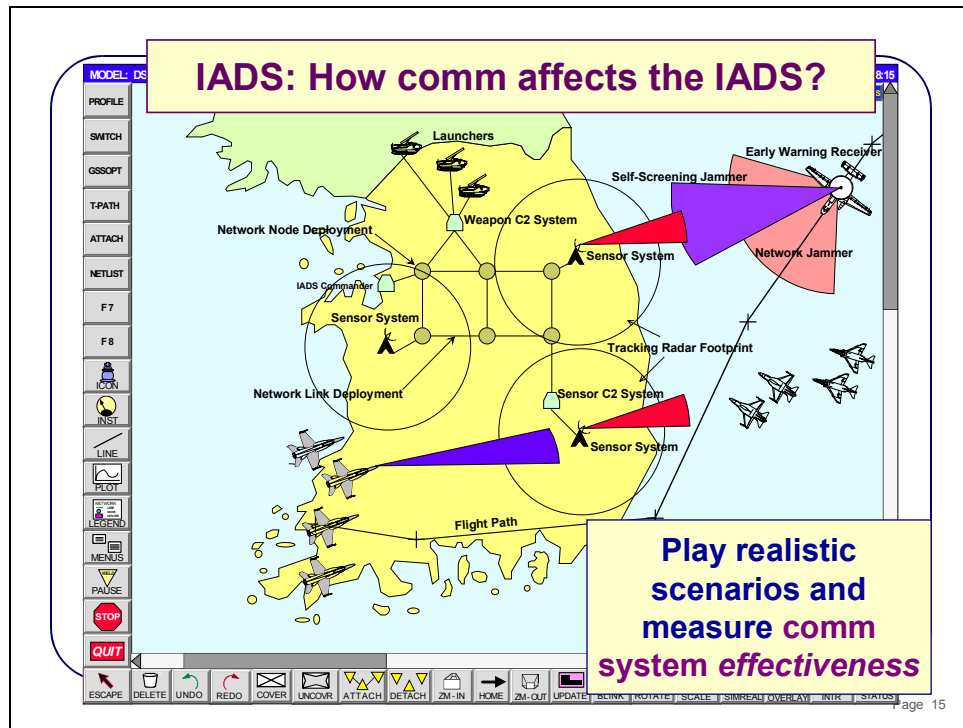 IADS: How comm affects the IADS?
MODEL: DS
8:15
PROFILE
SWITCH
GSSOPT
T-PATH
ATTACH
NETLIST
F 7
F 8
ICON
INST
LINE
PLOT
NETWORK
LEGEND
MENUS
YIELD
PAUSE
STOP
QUIT
Launchers
Early Warning Receiver
Self-Screening Jammer
Weapon C2 System
Network Node Deployment
Sensor System
Network Jammer
IADS Commander
Sensor System
Tracking Radar Footprint
Network Link Deployment
Sensor C2 System
Sensor System
Flight Path
Play realistic
scenarios and
measure comm
system effectiveness
ESCAPE
DELETE
UNDO
REDO
COVER
UNCOVR
ATTACH
DETACH
ZM-IN
HOME
ZM-OUT
UPDATE
BLINK
ROTATE
SCALE
SIMREAL
OVERLAY
INTR
STATUS
Page 15